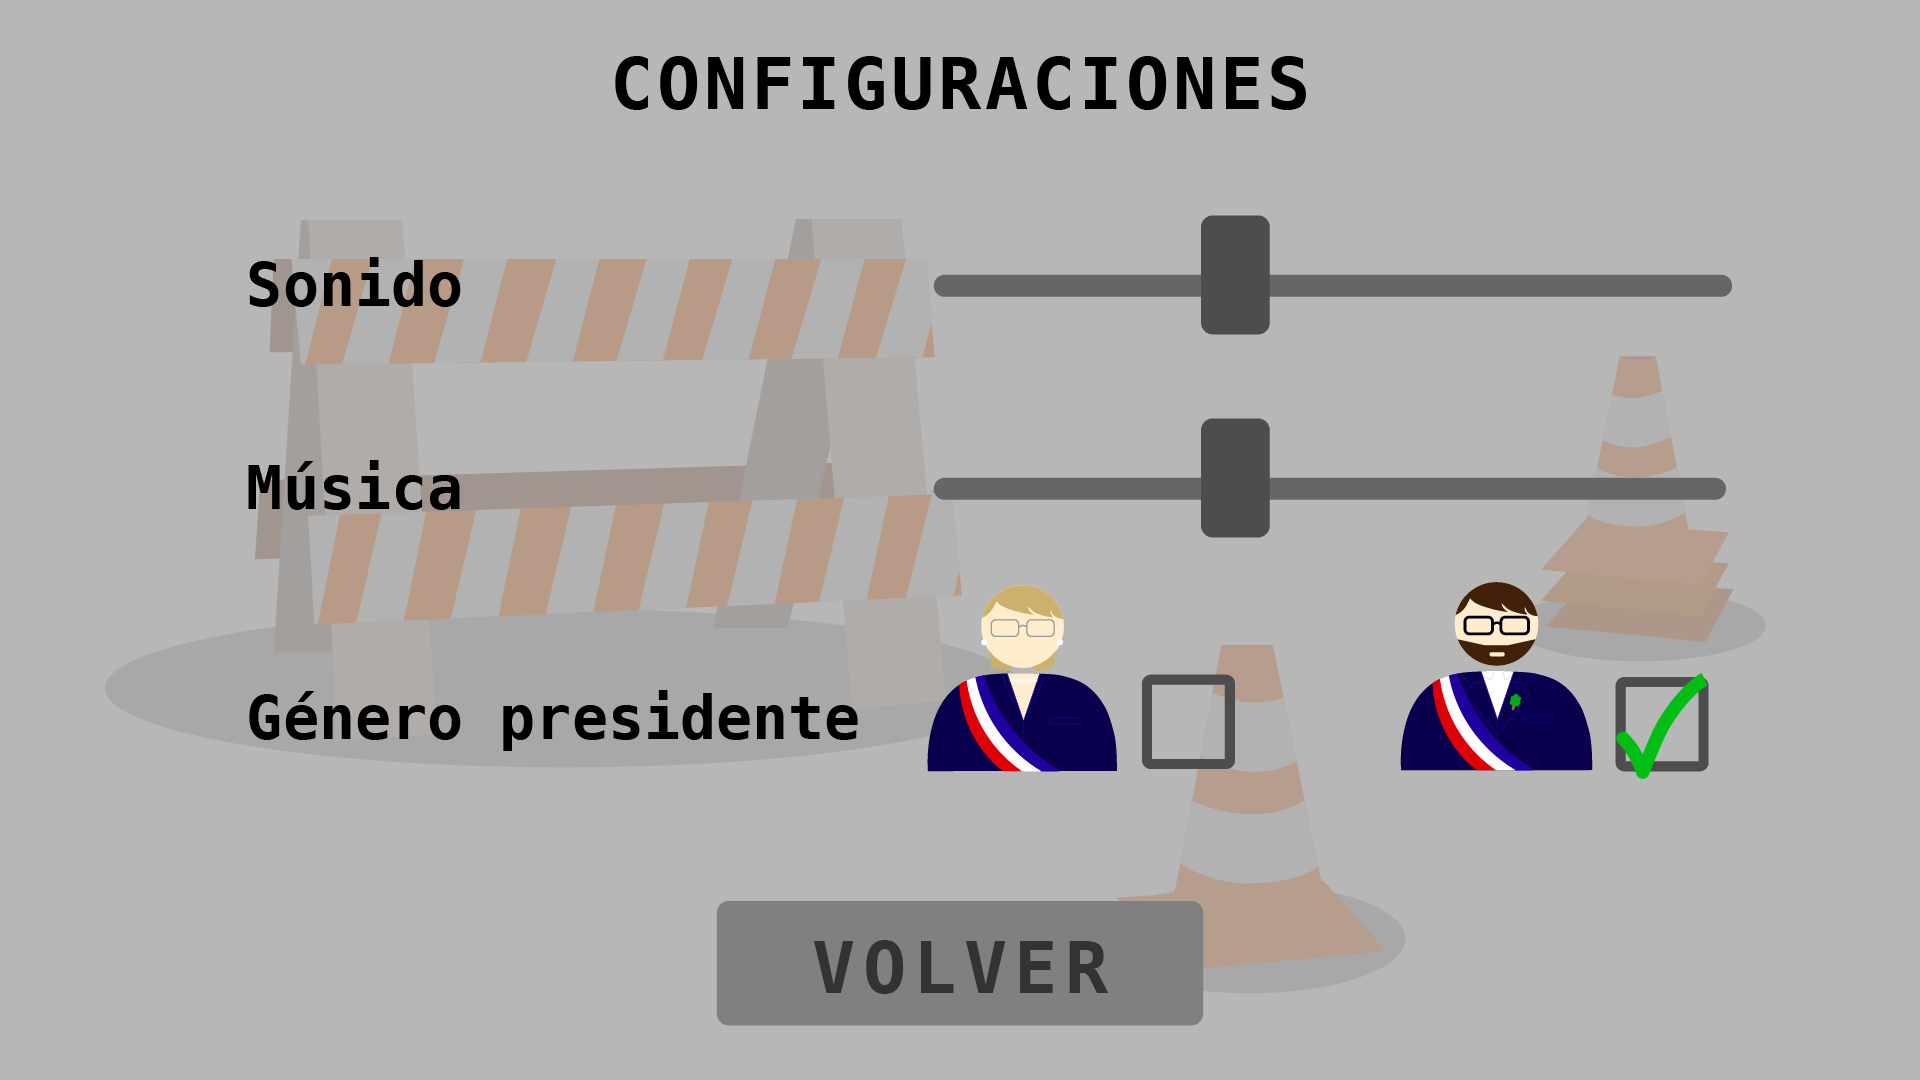 CONFIGURACIONES
Sonido
Música
Género presidente
VOLVER